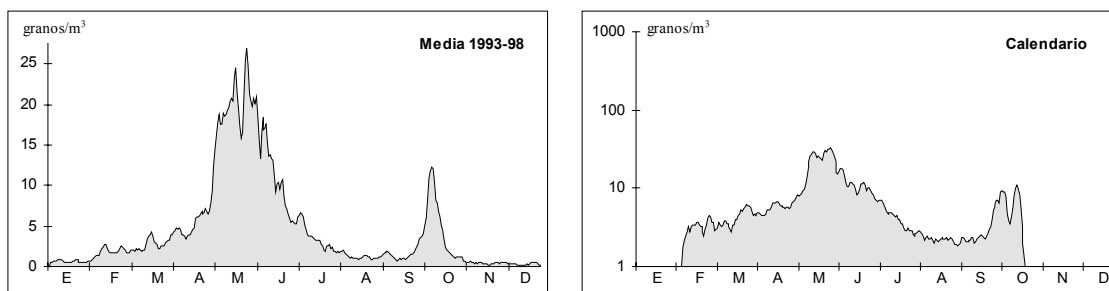 granos/m³
Media 1993-98
25
20
15
10
5
0
E F M A M J J A S O N D
granos/m³
Calendario
1000
100
10
1
E F M A M J J A S O N D